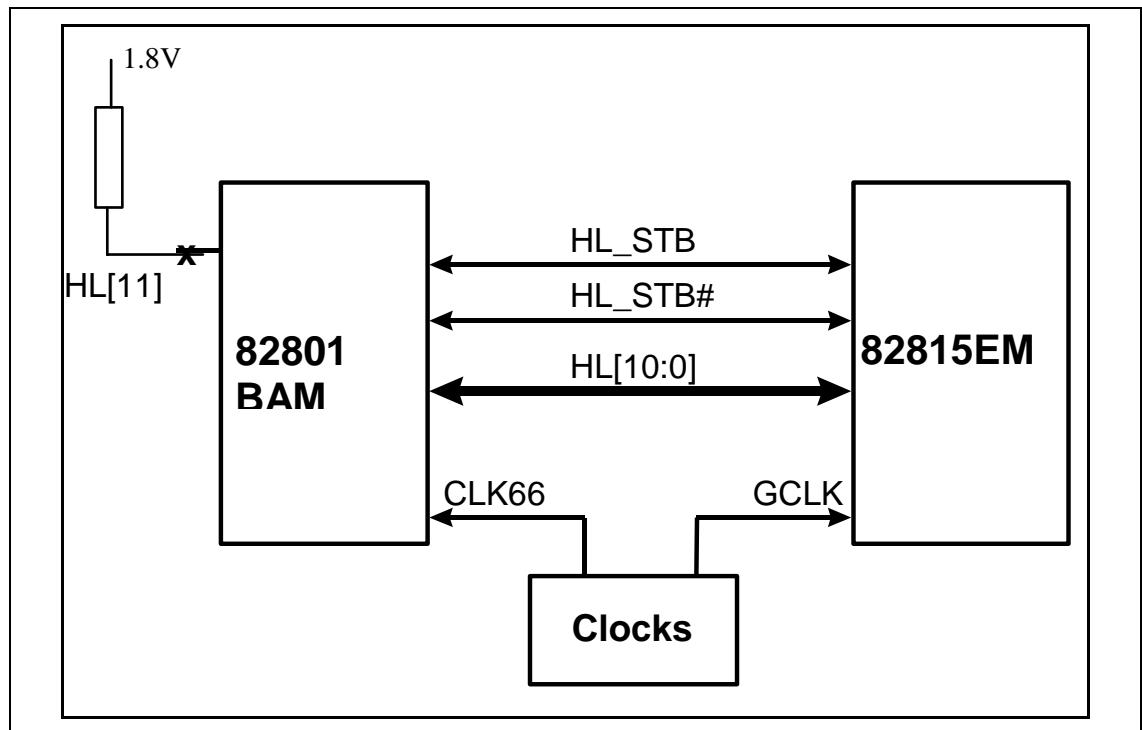 1.8V
HL[11]
82801
BAM
HL_STB
HL_STB#
HL[10:0]
82815EM
CLK66
GCLK
Clocks